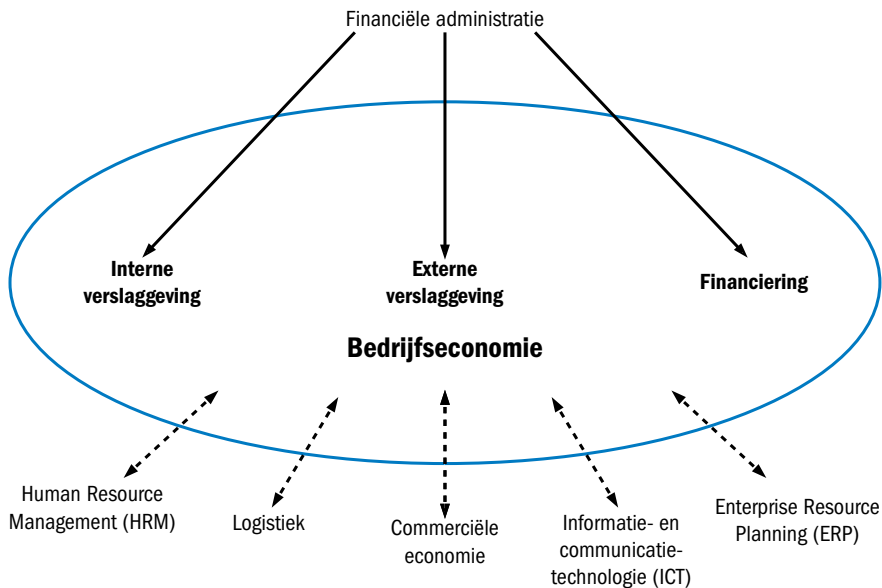 Financiële administratie
Interne
verslaggeving
Externe
verslaggeving
Financiering
Bedrijfseconomie
Human Resource
Management (HRM)
Logistiek
Commerciële
economie
Informatie- en
communicatie-
technologie (ICT)
Enterprise Resource
Planning (ERP)